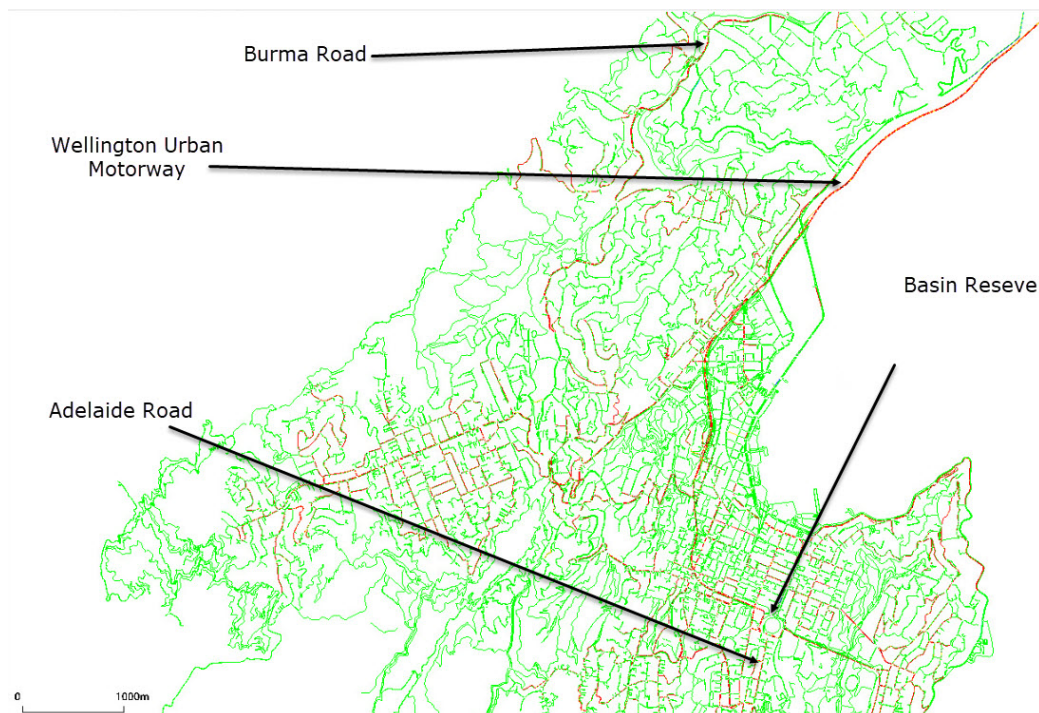 Burma Road
Wellington Urban
Motorway
Basin Reseve
Adelaide Road
0 1000m